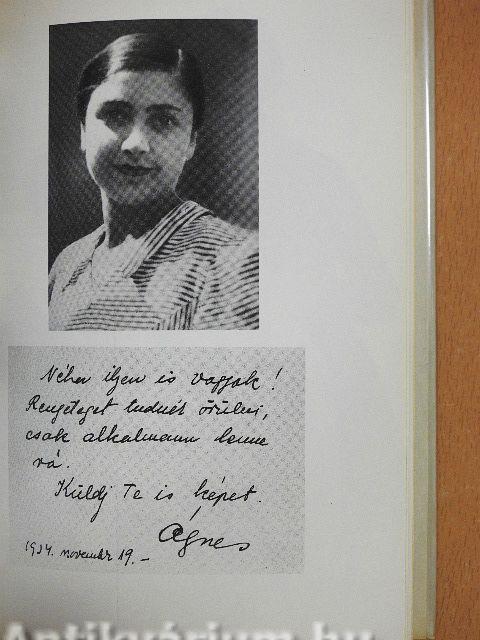 Néha ilyen is vagyok!
Rengeteget tudnék örülni,
csak alkalmam lenne
rá.
Küldj Te is képet.
Ágnes
1934. november 19. –
Antikvárium.hu